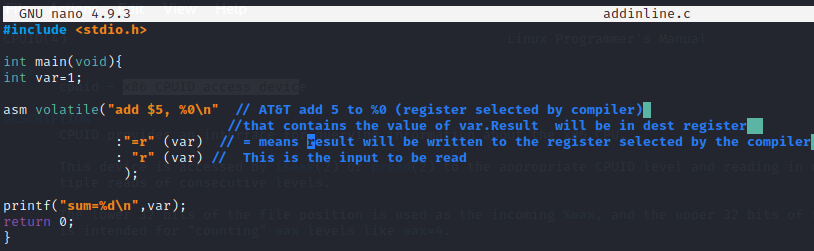 GNU nano 4.9.3 addinline.c
#include <stdio.h>
int main(void){
int var=1;
asm volatile("add $5, %0\n" // AT&T add 5 to %0 (register selected by compiler)
//that contains the value of var.Result will be in dest register
:"=r" (var) // = means result will be written to the register selected by the compiler
: "r" (var) // This is the input to be read
);
printf("sum=%d\n",var);
return 0;
}